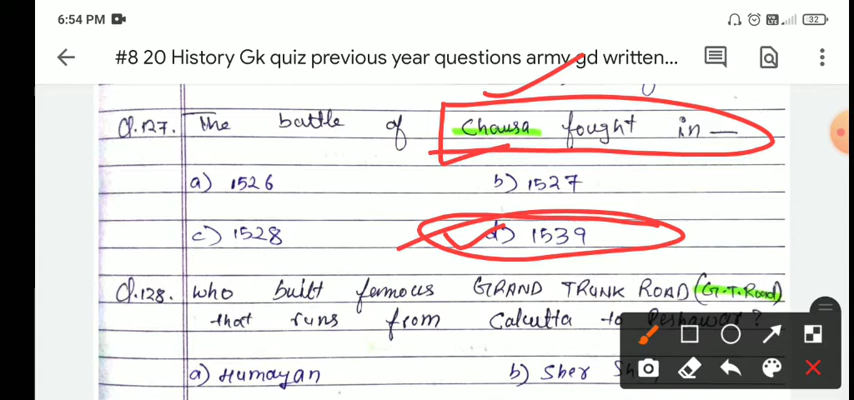 6:54 PM
32
#8 20 History Gk quiz previous year questions army gd written...
Q.127. The battle of Chausa fought in —
a) 1526 b) 1527
c) 1528 d) 1539
Q.128. Who built famous GRAND TRUNK ROAD (G.T.Road)
that runs from Calcutta to Peshawar?
a) Humayan b) Sher